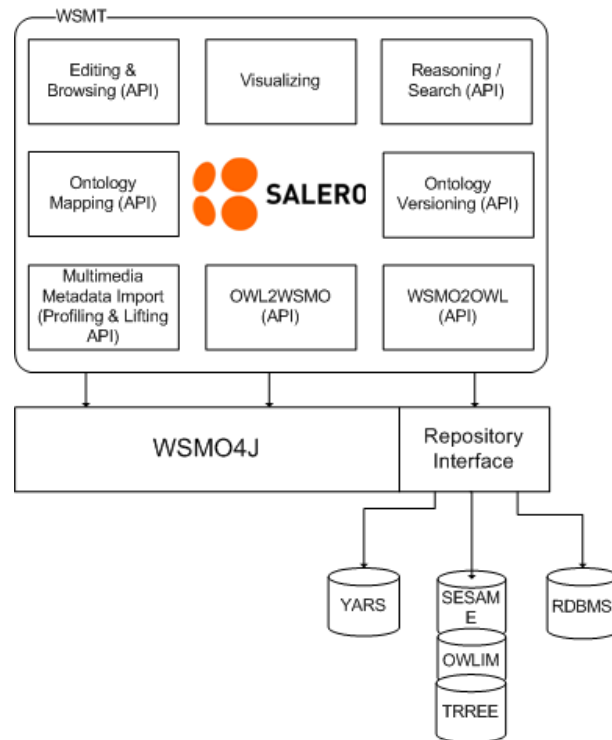 WSMT
Editing &
Browsing (API)
Visualizing
Reasoning /
Search (API)
Ontology
Mapping (API)
SALERO
Ontology
Versioning (API)
Multimedia
Metadata Import
(Profiling & Lifting
API)
OWL2WSMO
(API)
WSMO2OWL
(API)
WSMO4J
Repository
Interface
YARS
SESAM
E
RDBMS
OWLIM
TRREE